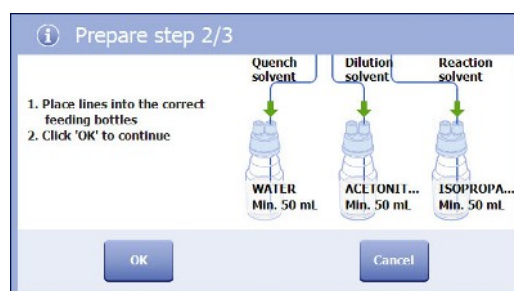 Prepare step 2/3
1. Place lines into the correct
feeding bottles
2. Click 'OK' to continue
Quench
solvent
Dilution
solvent
Reaction
solvent
WATER
Min. 50 mL
ACETONIT...
Min. 50 mL
ISOPROPA...
Min. 50 mL
OK
Cancel